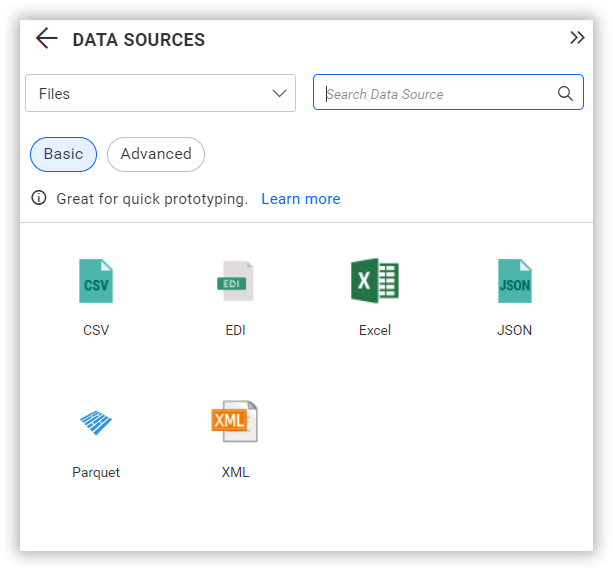 DATA SOURCES
Files
Search Data Source
Basic Advanced
Great for quick prototyping. Learn more
CSV EDI X JSON
CSV EDI Excel JSON
XML
Parquet XML